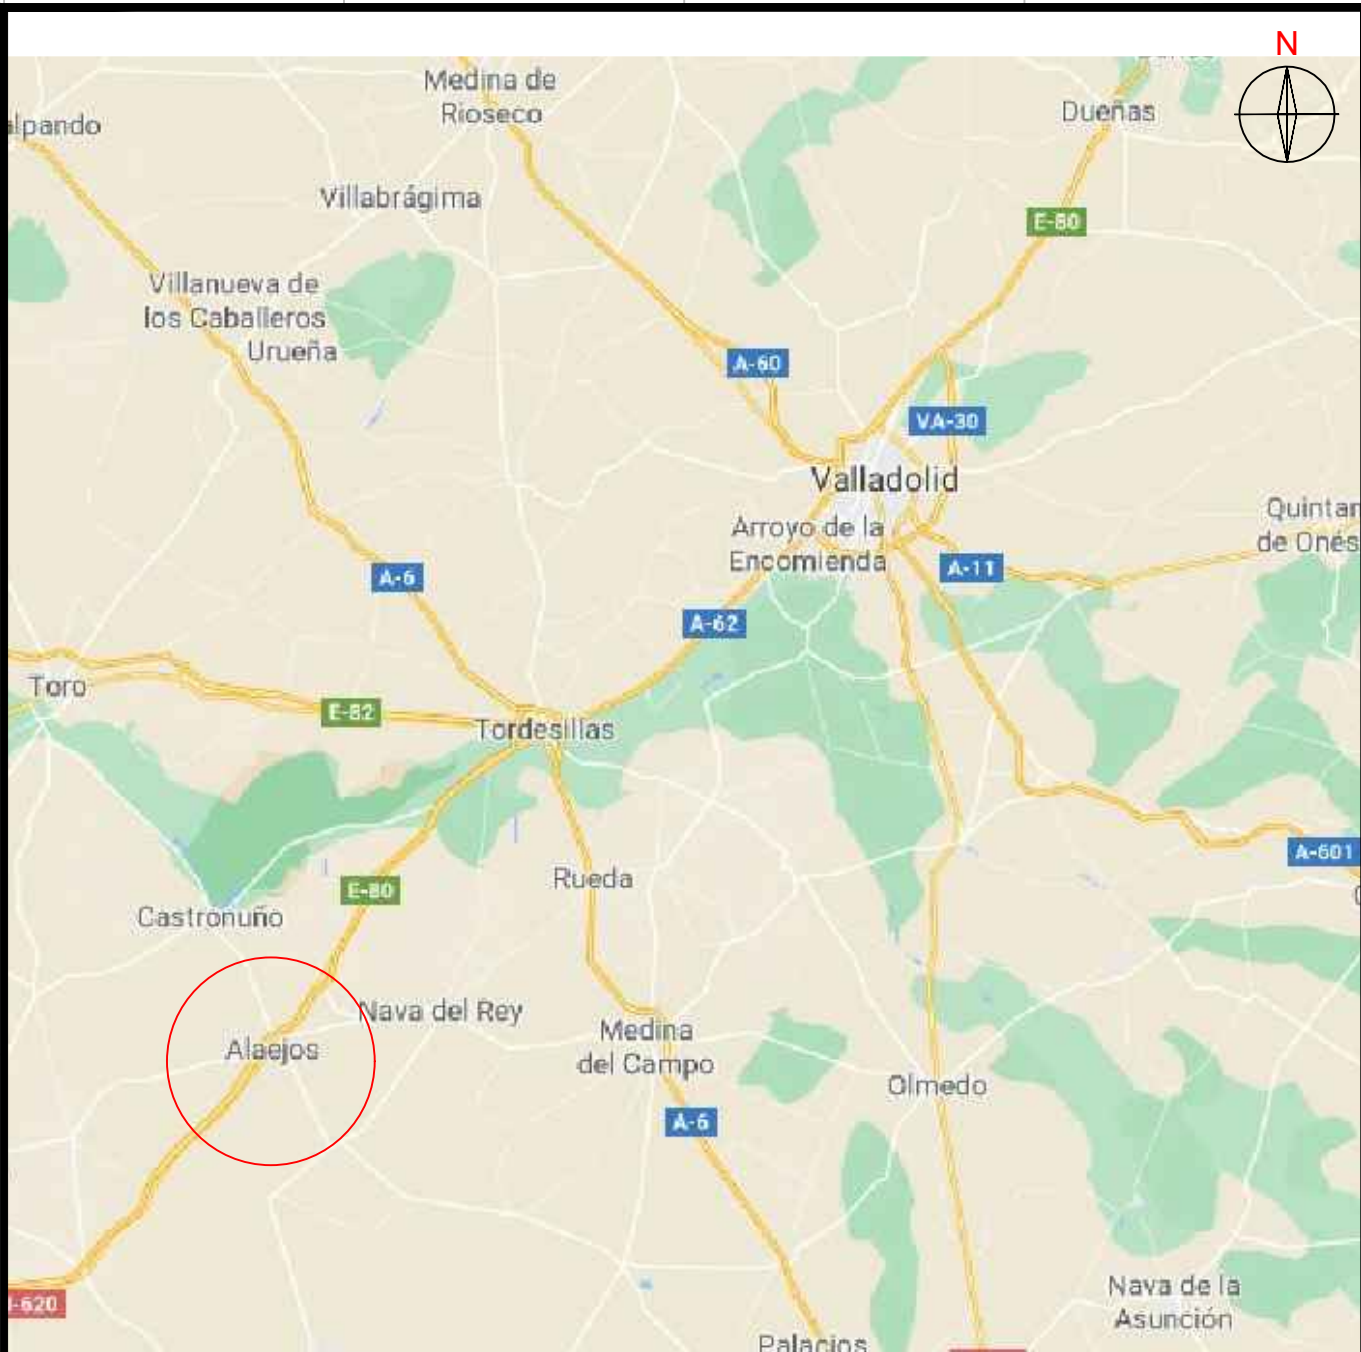 N
Medina de
Rioseco
Dueñas
alpando
Villabrágima
E-80
Villanueva de
los Caballeros
Urueña
A-60
VA-30
Valladolid
Quintan
de Onés
Arroyo de la
Encomienda
A-11
A-6
A-62
Toro
E-82
Tordesillas
A-601
Rueda
E-80
Castronuño
Nava del Rey
Alaejos
Medina
del Campo
Olmedo
A-6
Nava de la
Asunción
-620
Palacios